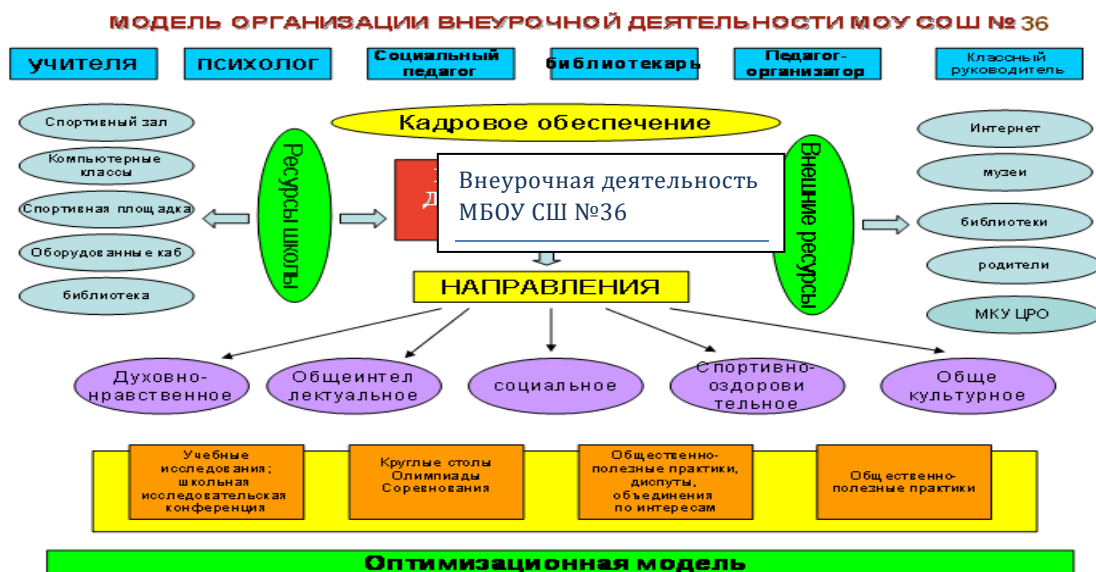 МОДЕЛЬ ОРГАНИЗАЦИИ ВНЕУРОЧНОЙ ДЕЯТЕЛЬНОСТИ МОУ СОШ № 36
учителя
психолог
Социальный
педагог
библиотекарь
Педагог-
организатор
Классный
руководитель
Кадровое обеспечение
Спортивный зал
Компьютерные
классы
Спортивная площадка
Оборудованные каб
библиотека
Ресурсы школы
Внеурочная деятельность
МБОУ СШ №36
Внешние ресурсы
Интернет
музеи
библиотеки
родители
МКУ ЦРО
НАПРАВЛЕНИЯ
Духовно-
нравственное
Общеинтел
лектуальное
социальное
Спортивно-
оздорови
тельное
Обще
культурное
Учебные
исследования;
школьная
исследовательская
конференция
Круглые столы
Олимпиады
Соревнования
Общественно-
полезные практики,
диспуты,
объединения
по интересам
Общественно-
полезные практики
Оптимизационная модель